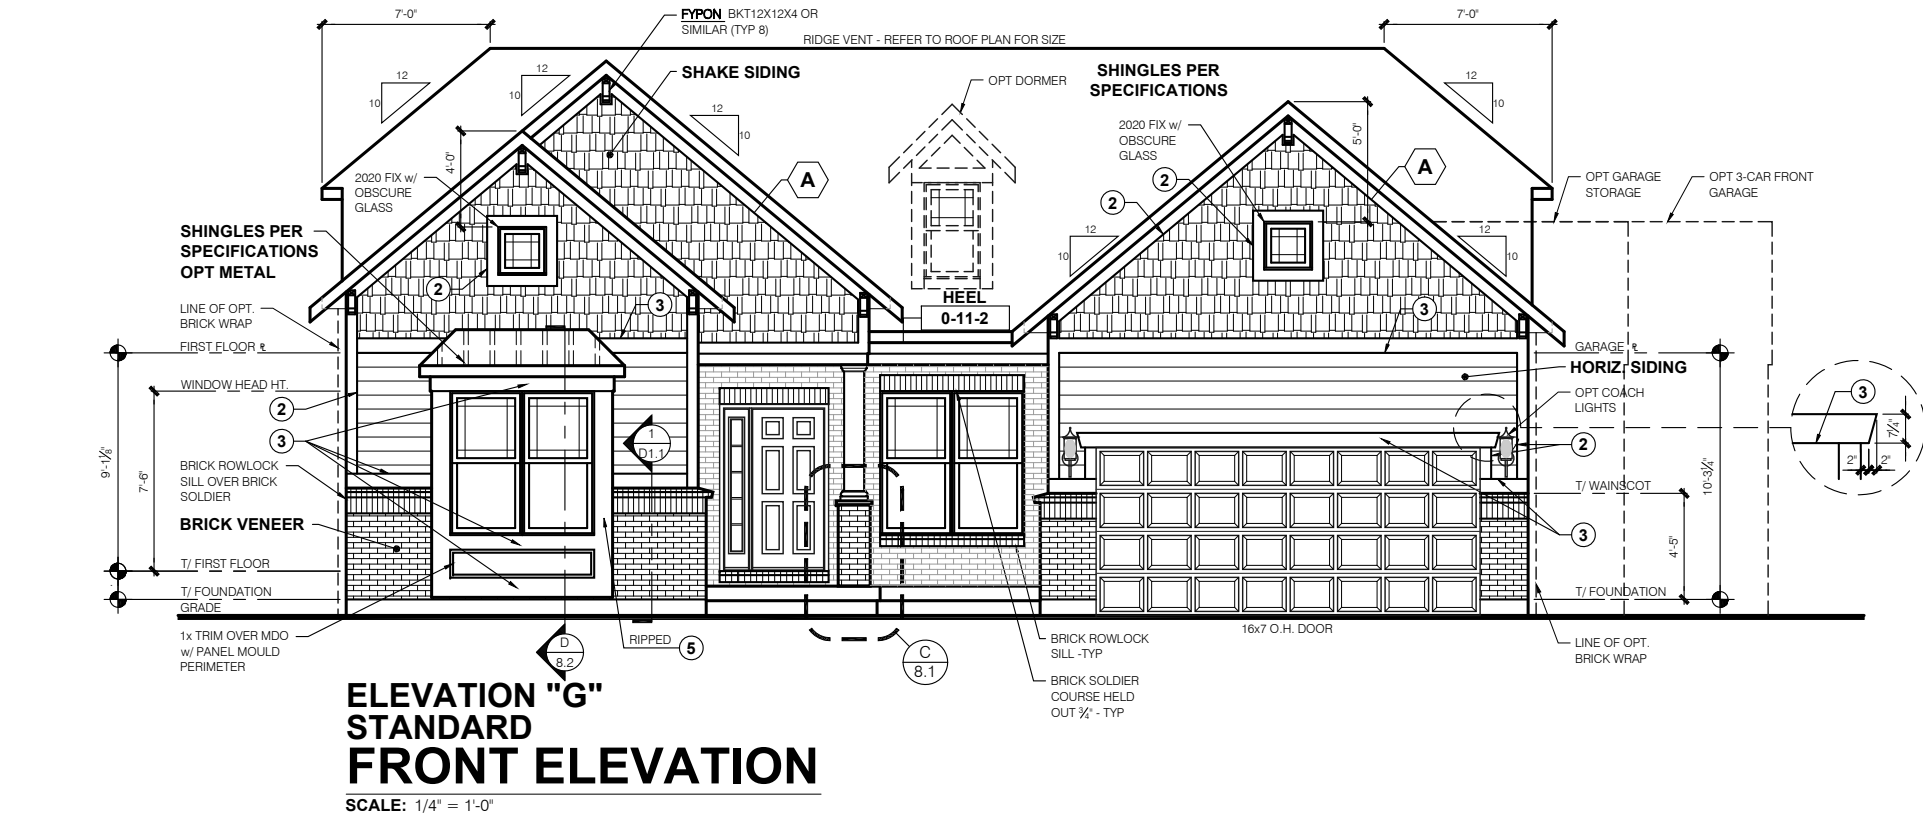 7'-0"
FYPON BKT12X12X4 OR
SIMILAR (TYP 8)
7'-0"
RIDGE VENT - REFER TO ROOF PLAN FOR SIZE
12
10
12
10
SHAKE SIDING
OPT DORMER
SHINGLES PER
SPECIFICATIONS
12
10
12
10
4'-0"
2020 FIX w/
OBSCURE
GLASS
A
2020 FIX w/
OBSCURE
GLASS
2
2
5'-0"
A
OPT GARAGE
STORAGE
OPT 3-CAR FRONT
GARAGE
SHINGLES PER
SPECIFICATIONS
OPT METAL
12
10
12
10
2
3
HEEL
0-11-2
3
LINE OF OPT.
BRICK WRAP
FIRST FLOOR ⅊
GARAGE ⅊
HORIZ. SIDING
WINDOW HEAD HT.
2
3
OPT COACH
LIGHTS
2
3
7¼"
2"
2"
1
D1.1
BRICK ROWLOCK
SILL OVER BRICK
SOLDIER
9'-1⅛"
7'-6"
T/ WAINSCOT
10'-3¼"
4'-5"
BRICK VENEER
3
T/ FIRST FLOOR
T/ FOUNDATION
GRADE
T/ FOUNDATION
1x TRIM OVER MDO
w/ PANEL MOULD
PERIMETER
D
8.2
RIPPED
5
C
8.1
BRICK ROWLOCK
SILL -TYP
16x7 O.H. DOOR
LINE OF OPT.
BRICK WRAP
BRICK SOLDIER
COURSE HELD
OUT ¾" - TYP
ELEVATION "G"
STANDARD
FRONT ELEVATION
SCALE: 1/4" = 1'-0"